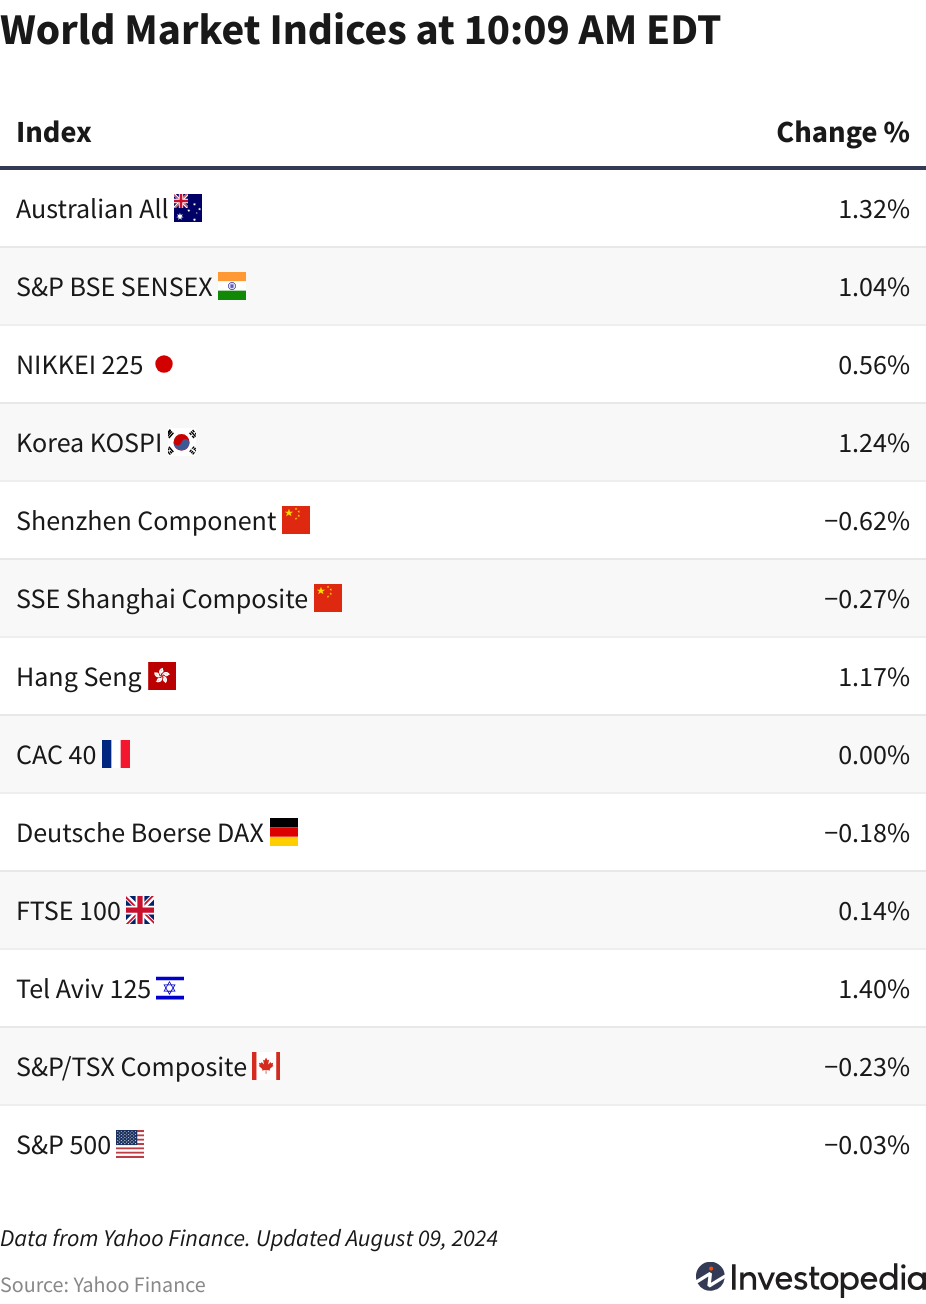 World Market Indices at 10:09 AM EDT
Index Change %
Australian All 1.32%
S&P BSE SENSEX 1.04%
NIKKEI 225 0.56%
Korea KOSPI 1.24%
Shenzhen Component −0.62%
SSE Shanghai Composite −0.27%
Hang Seng 1.17%
CAC 40 0.00%
Deutsche Boerse DAX −0.18%
FTSE 100 0.14%
Tel Aviv 125 1.40%
S&P/TSX Composite −0.23%
S&P 500 −0.03%
Data from Yahoo Finance. Updated August 09, 2024
Source: Yahoo Finance
Investopedia